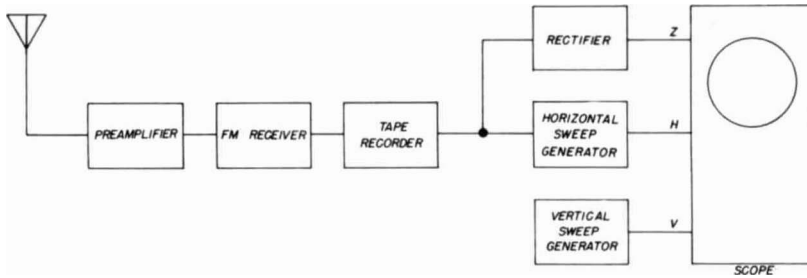 PREAMPLIFIER
FM RECEIVER
TAPE
RECORDER
RECTIFIER
Z
HORIZONTAL
SWEEP
GENERATOR
H
VERTICAL
SWEEP
GENERATOR
V
SCOPE